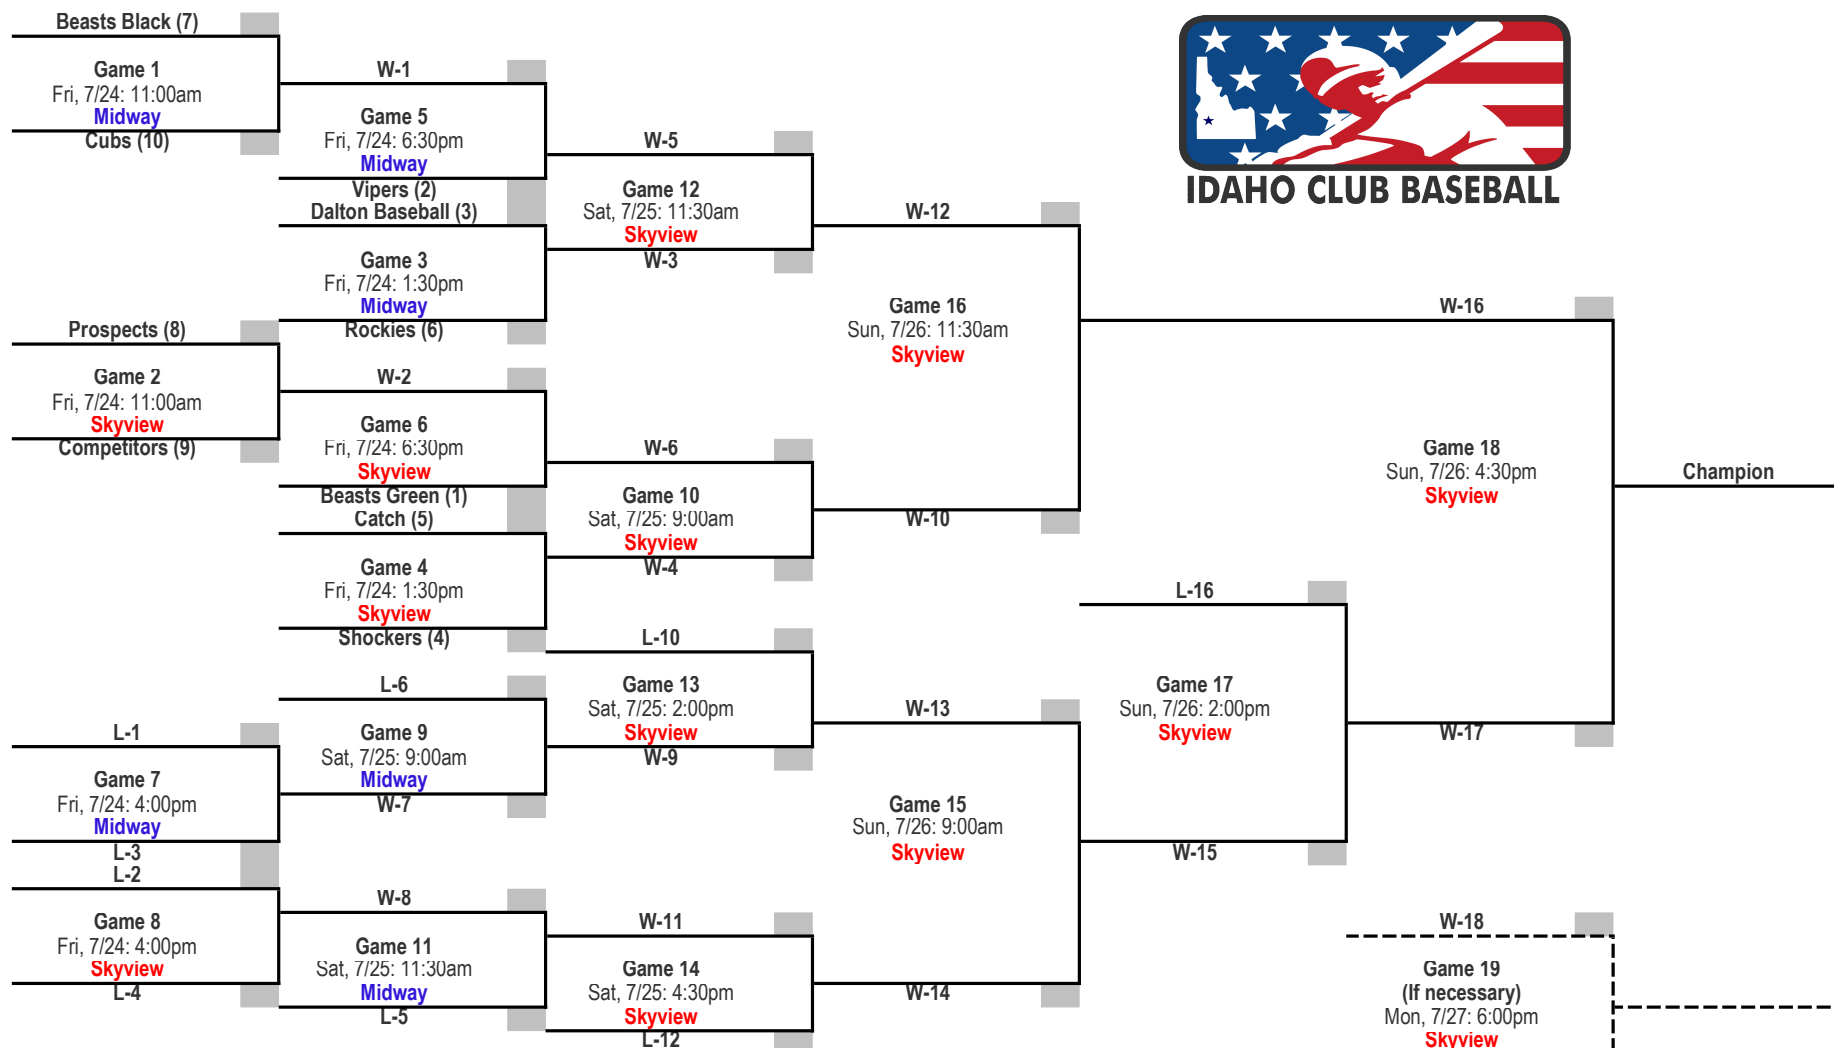 Beasts Black (7)
Game 1
Fri, 7/24: 11:00am
Midway
Cubs (10)
W-1
Game 5
Fri, 7/24: 6:30pm
Midway
Vipers (2)
Dalton Baseball (3)
Game 3
Fri, 7/24: 1:30pm
Midway
Rockies (6)
Prospects (8)
Game 2
Fri, 7/24: 11:00am
Skyview
Competitors (9)
W-2
Game 6
Fri, 7/24: 6:30pm
Skyview
Beasts Green (1)
Catch (5)
Game 4
Fri, 7/24: 1:30pm
Skyview
Shockers (4)
W-5
Game 12
Sat, 7/25: 11:30am
Skyview
W-3
W-6
Game 10
Sat, 7/25: 9:00am
Skyview
W-4
W-12
Game 16
Sun, 7/26: 11:30am
Skyview
W-10
IDAHO CLUB BASEBALL
W-16
Game 18
Sun, 7/26: 4:30pm
Skyview
W-17
Champion
L-1
Game 7
Fri, 7/24: 4:00pm
Midway
L-3
L-2
Game 8
Fri, 7/24: 4:00pm
Skyview
L-4
L-6
Game 9
Sat, 7/25: 9:00am
Midway
W-7
W-8
Game 11
Sat, 7/25: 11:30am
Midway
L-5
L-10
Game 13
Sat, 7/25: 2:00pm
Skyview
W-9
W-11
Game 14
Sat, 7/25: 4:30pm
Skyview
L-12
W-13
Game 15
Sun, 7/26: 9:00am
Skyview
W-14
L-16
Game 17
Sun, 7/26: 2:00pm
Skyview
W-15
W-18
Game 19
(If necessary)
Mon, 7/27: 6:00pm
Skyview